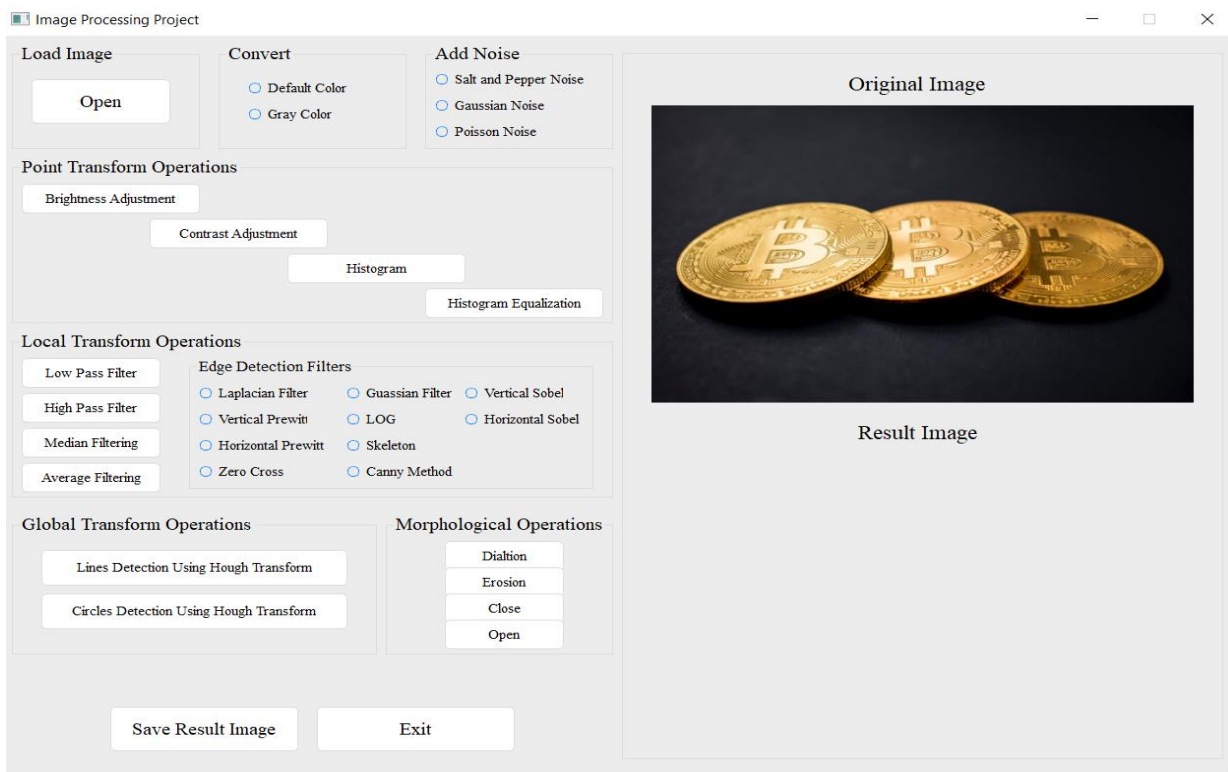 Image Processing Project
Load Image
Open
Convert
Default Color
Gray Color
Add Noise
Salt and Pepper Noise
Gaussian Noise
Poisson Noise
Point Transform Operations
Brightness Adjustment
Contrast Adjustment
Histogram
Histogram Equalization
Local Transform Operations
Low Pass Filter
High Pass Filter
Median Filtering
Average Filtering
Edge Detection Filters
Laplacian Filter
Guassian Filter
Vertical Sobel
Vertical Prewitt
LOG
Horizontal Sobel
Horizontal Prewitt
Skeleton
Zero Cross
Canny Method
Global Transform Operations
Lines Detection Using Hough Transform
Circles Detection Using Hough Transform
Morphological Operations
Dialtion
Erosion
Close
Open
Save Result Image
Exit
Original Image
Result Image